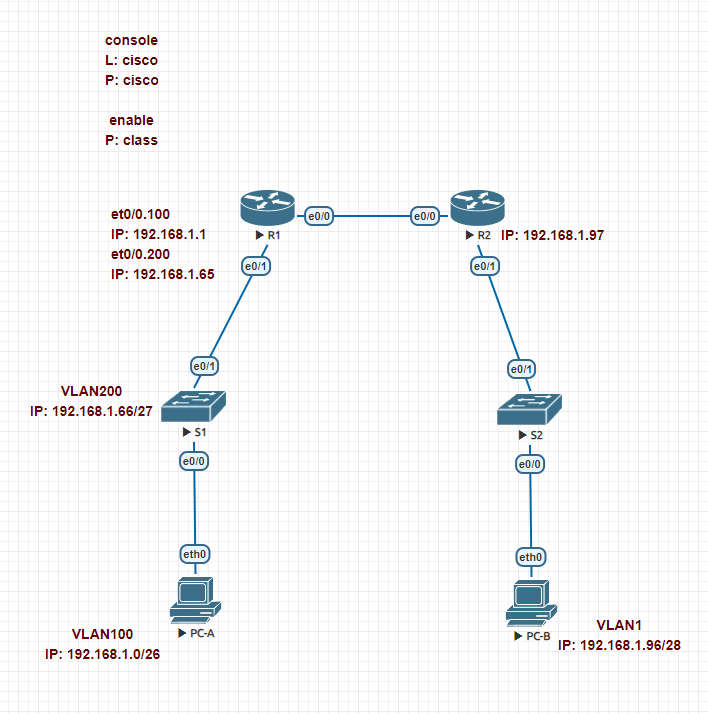 console
L: cisco
P: cisco
enable
P: class
et0/0.100
IP: 192.168.1.1
et0/0.200
IP: 192.168.1.65
e0/0
e0/0
R1
R2
IP: 192.168.1.97
e0/1
e0/1
e0/1
e0/1
VLAN200
IP: 192.168.1.66/27
S1
S2
e0/0
e0/0
eth0
eth0
PC-A
PC-B
VLAN100
IP: 192.168.1.0/26
VLAN1
IP: 192.168.1.96/28